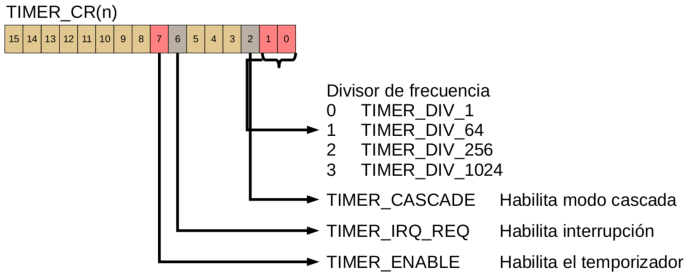 TIMER_CR(n)
15 14 13 12 11 10 9 8 7 6 5 4 3 2 1 0
Divisor de frecuencia
0 TIMER_DIV_1
1 TIMER_DIV_64
2 TIMER_DIV_256
3 TIMER_DIV_1024
TIMER_CASCADE Habilita modo cascada
TIMER_IRQ_REQ Habilita interrupción
TIMER_ENABLE Habilita el temporizador